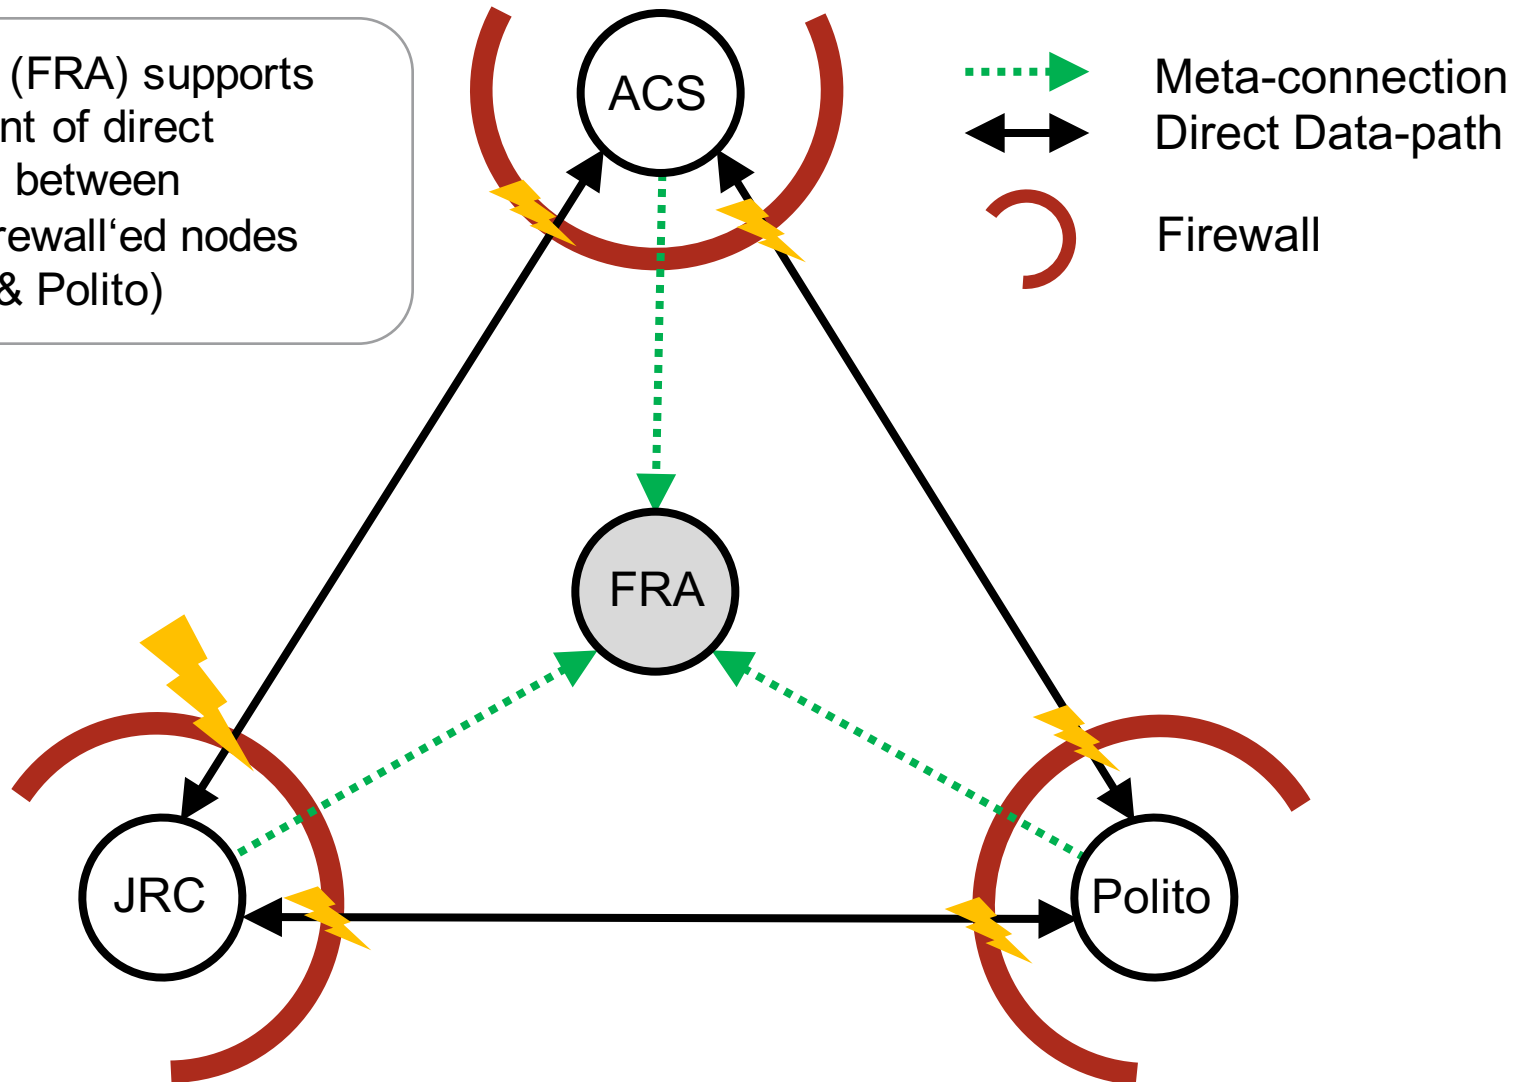 (FRA) supports
nt of direct
between
rewall‘ed nodes
& Polito)
ACS
Meta-connection
Direct Data-path
Firewall
FRA
JRC
Polito